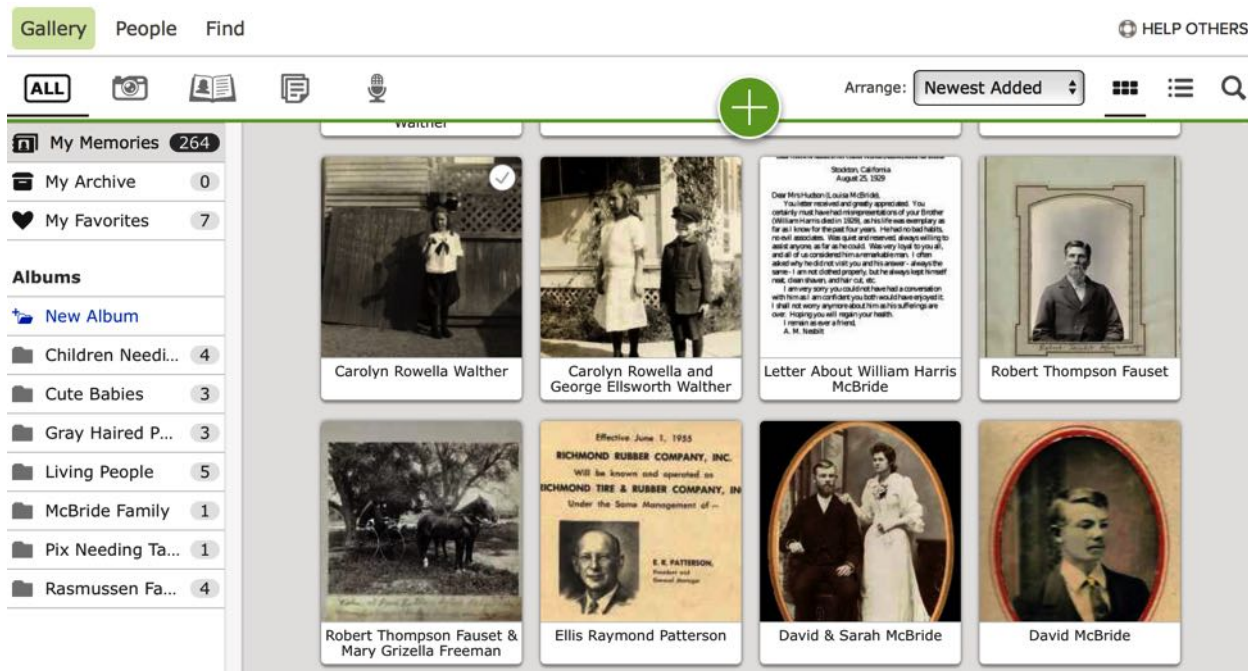 Gallery People Find HELP OTHERS
ALL Arrange: Newest Added
My Memories 264
My Archive 0
My Favorites 7
Albums
New Album
Children Needi... 4
Cute Babies 3
Gray Haired P... 3
Living People 5
McBride Family 1
Pix Needing Ta... 1
Rasmussen Fa... 4
Walther
Carolyn Rowella Walther
Carolyn Rowella and
George Ellsworth Walther
Stockton, California
August 25, 1929
Dear Mrs Hudson (Louisa McBride),
You letter received and greatly appreciated. You
certainly must have had misrepresentations of your Brother
(William Harris died in 1929), as his life was exemplary as
far as I know for the past four years. He had no bad habits,
no evil associates. Was quiet and reserved, always willing to
assist anyone, as far as he could. Was very loyal to you all,
and all of us considered him a remarkable man. I often
asked why he did not visit you and his answer - always the
same - I am not clothed properly, but he always kept himself
neat, clean shaven, and hair cut, etc.
I am very sorry you could not have had a conversation
with him as I am confident you both would have enjoyed it.
I shall not worry anymore about him as his sufferings are
over. Hoping you will regain your health.
I remain as ever a friend,
A. M. Nesbitt
Letter About William Harris
McBride
Robert Thompson Fauset
Robert Thompson Fauset &
Mary Grizella Freeman
Effective June 1, 1955
RICHMOND RUBBER COMPANY, INC.
Will be known and operated as
RICHMOND TIRE & RUBBER COMPANY, IN
Under the Same Management of —
E. R. PATTERSON,
President and
General Manager
Ellis Raymond Patterson
David & Sarah McBride
David McBride